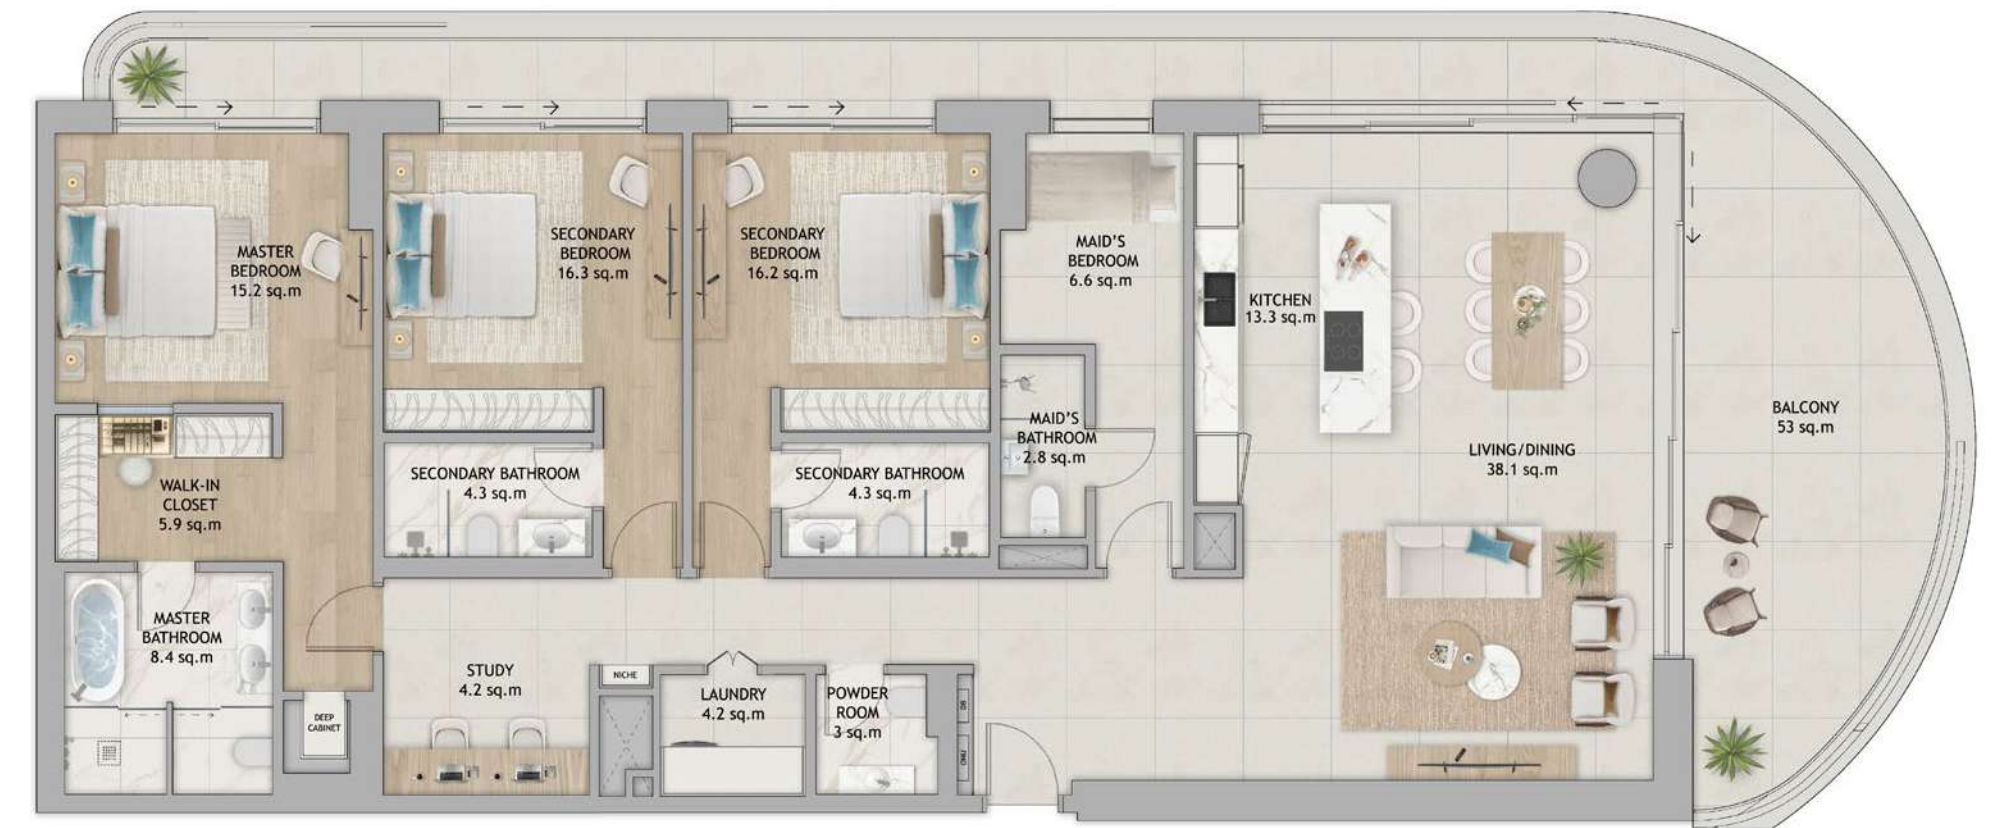 MASTER
BEDROOM
15.2 sq.m
SECONDARY
BEDROOM
16.3 sq.m
SECONDARY
BEDROOM
16.2 sq.m
MAID'S
BEDROOM
6.6 sq.m
KITCHEN
13.3 sq.m
LIVING/DINING
38.1 sq.m
BALCONY
53 sq.m
WALK-IN
CLOSET
5.9 sq.m
SECONDARY BATHROOM
4.3 sq.m
SECONDARY BATHROOM
4.3 sq.m
MAID'S
BATHROOM
2.8 sq.m
MASTER
BATHROOM
8.4 sq.m
DEEP
CABINET
STUDY
4.2 sq.m
NICHE
LAUNDRY
4.2 sq.m
POWDER
ROOM
3 sq.m